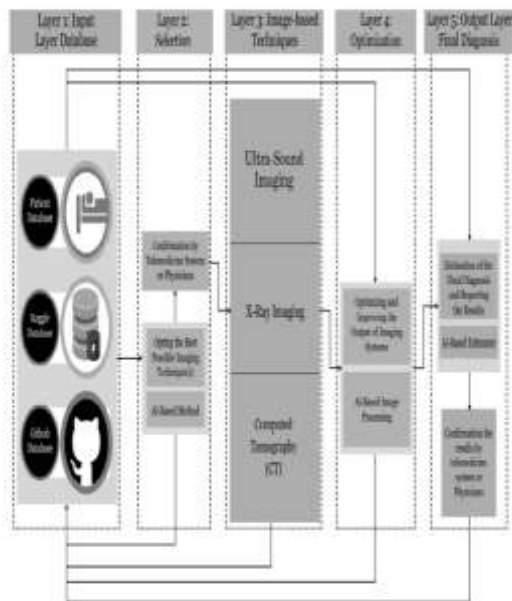 Layer 1: Input
Layer Database
Layer 2:
Selection
Layer 3: Image-based
Techniques
Layer 4:
Optimization
Layer 5: Output Layer
Final Diagnosis
Patient
Database
Kaggle
Database
Github
Database
Confirmation by
Telemedicine System
or Physician
Opting the Best
Possible Imaging
Technique(s)
AI-Based Method
Ultra-Sound
Imaging
X-Ray Imaging
Computed
Tomography
(CT)
Optimizing and
Improving the
Output of Imaging
Systems
AI-Based Image
Processing
Estimation of the
Final Diagnosis
and Reporting
the Results
AI-Based Estimator
Confirmation the
results by
telemedicine
system or
Physicians